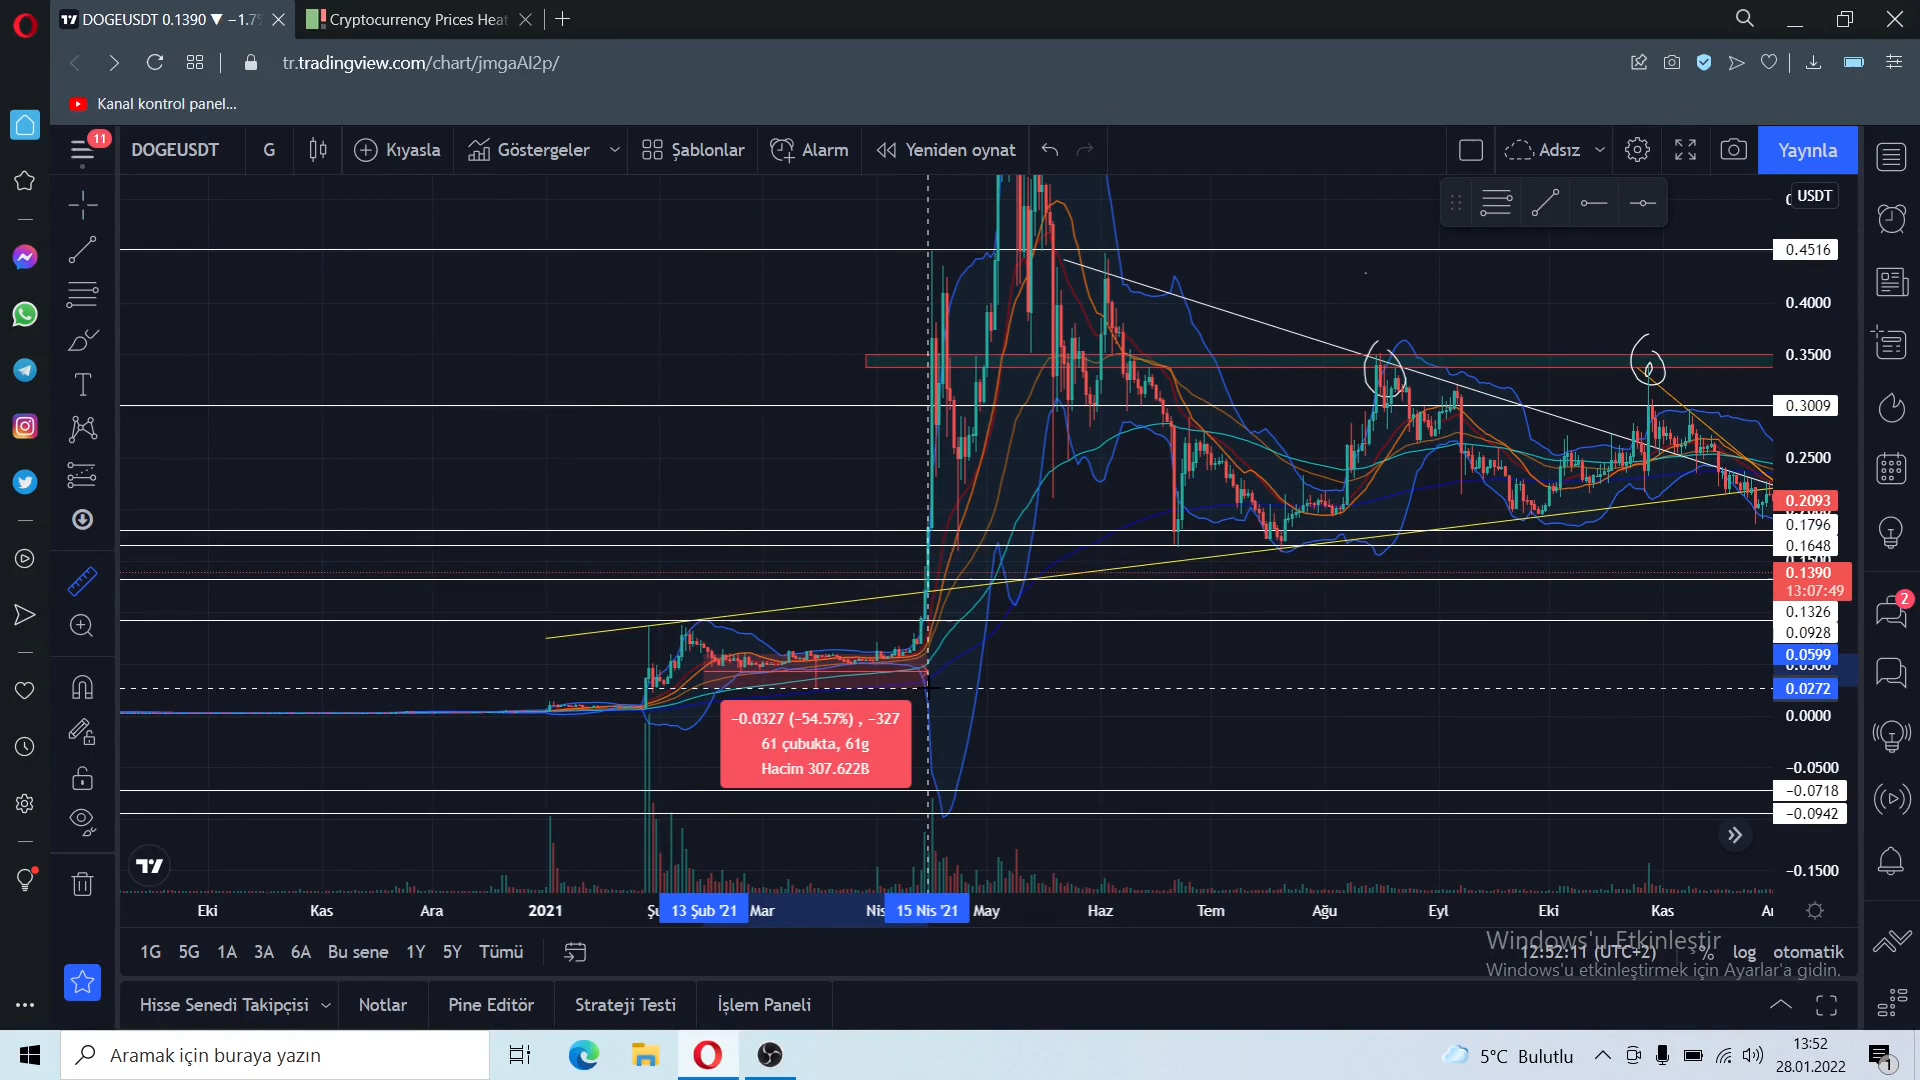 DOGEUSDT 0.1390 ▼ −1.7%
Cryptocurrency Prices Heat
tr.tradingview.com/chart/jmgaAI2p/
Kanal kontrol panel...
11
DOGEUSDT
G
Kıyasla
Göstergeler
Şablonlar
Alarm
Yeniden oynat
Adsız
Yayınla
USDT
0.4516
0.4000
0.3500
0.3009
0.2500
0.2093
0.1796
0.1648
0.1390
13:07:49
0.1326
0.0928
0.0599
0.0272
0.0000
−0.0500
−0.0718
−0.0942
−0.1500
2
−0.0327 (−54.57%) , −327
61 çubukta, 61g
Hacim 307.622B
Eki
Kas
Ara
2021
13 Şub '21
Mar
Nis
15 Nis '21
May
Haz
Tem
Ağu
Eyl
Eki
Kas
1G
5G
1A
3A
6A
Bu sene
1Y
5Y
Tümü
12:52:11 (UTC+2)
%
log
otomatik
Windows'u Etkinleştir
Windows'u etkinleştirmek için Ayarlar'a gidin.
Hisse Senedi Takipçisi
Notlar
Pine Editör
Strateji Testi
İşlem Paneli
Aramak için buraya yazın
5°C Bulutlu
13:52
28.01.2022
1